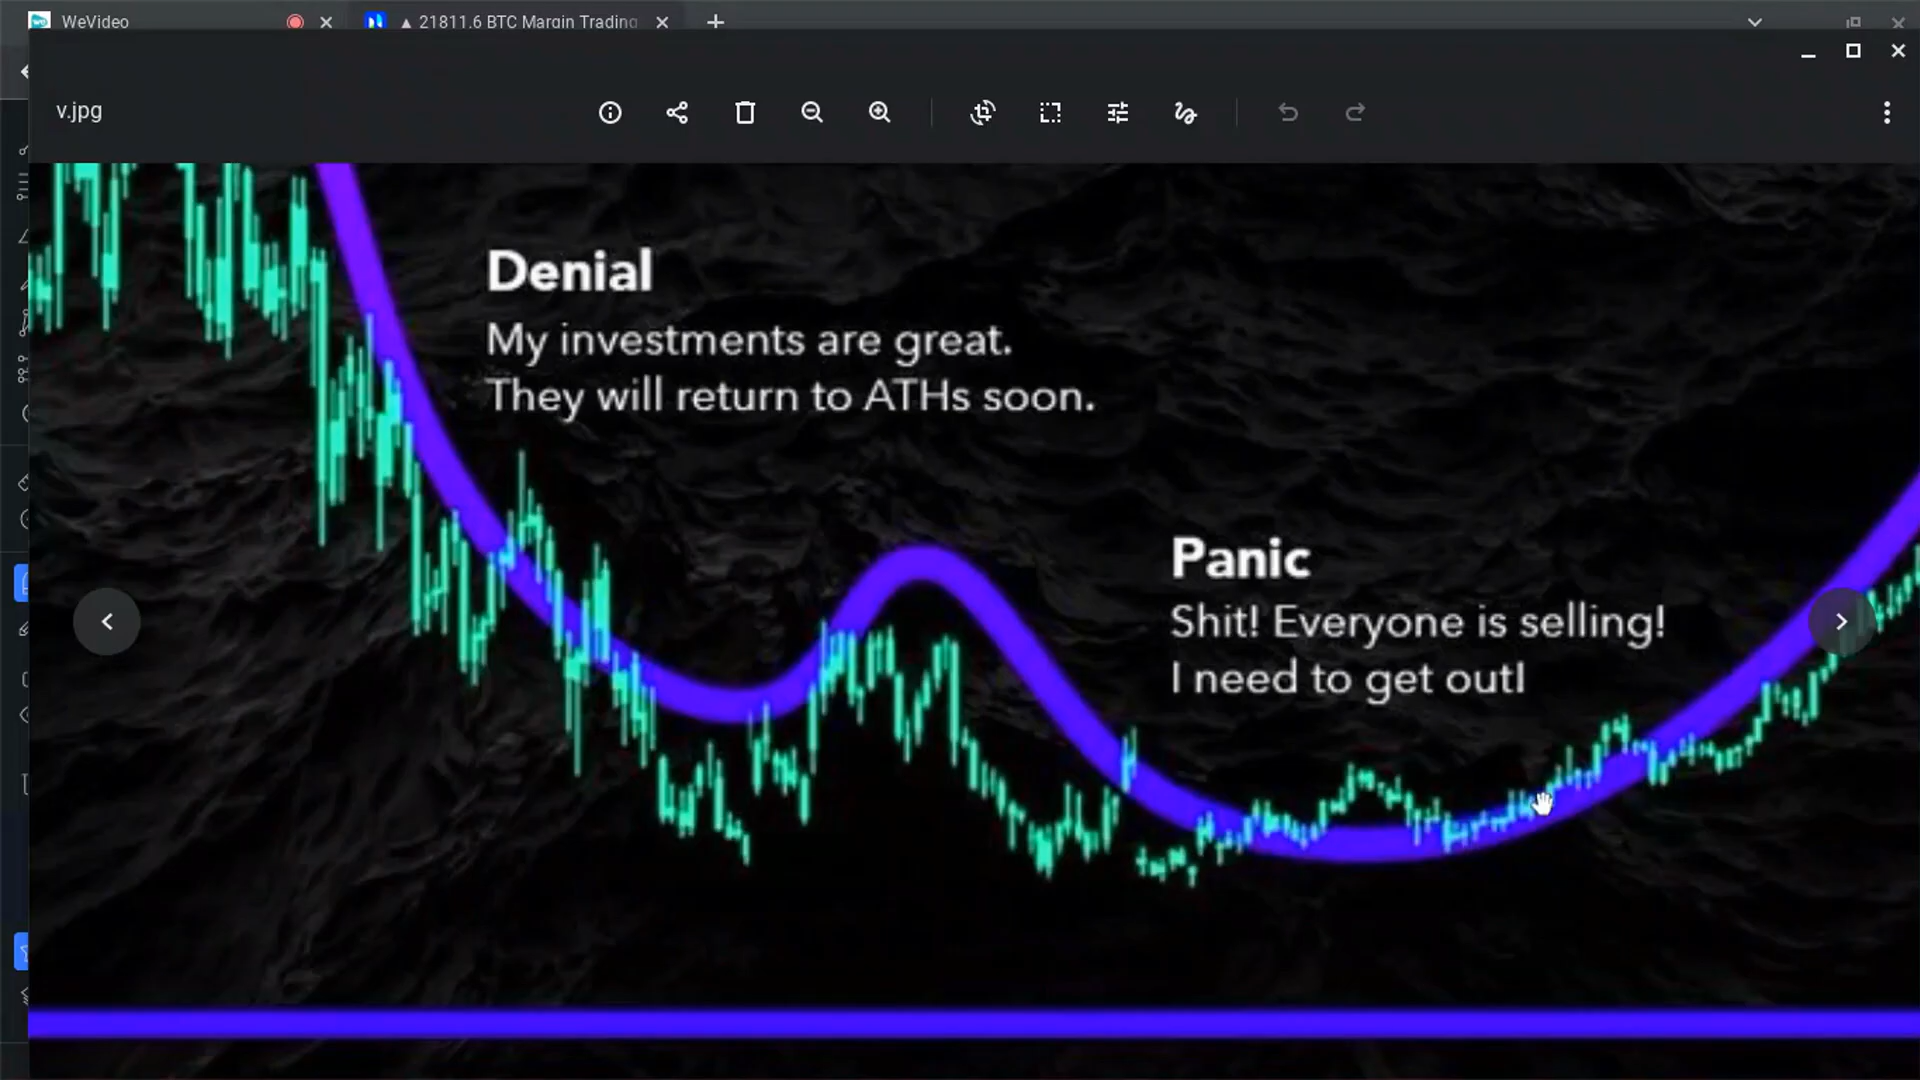 WeVideo
▲ 21811.6 BTC Margin Trading
v.jpg
Denial
My investments are great.
They will return to ATHs soon.
Panic
Shit! Everyone is selling!
I need to get out!